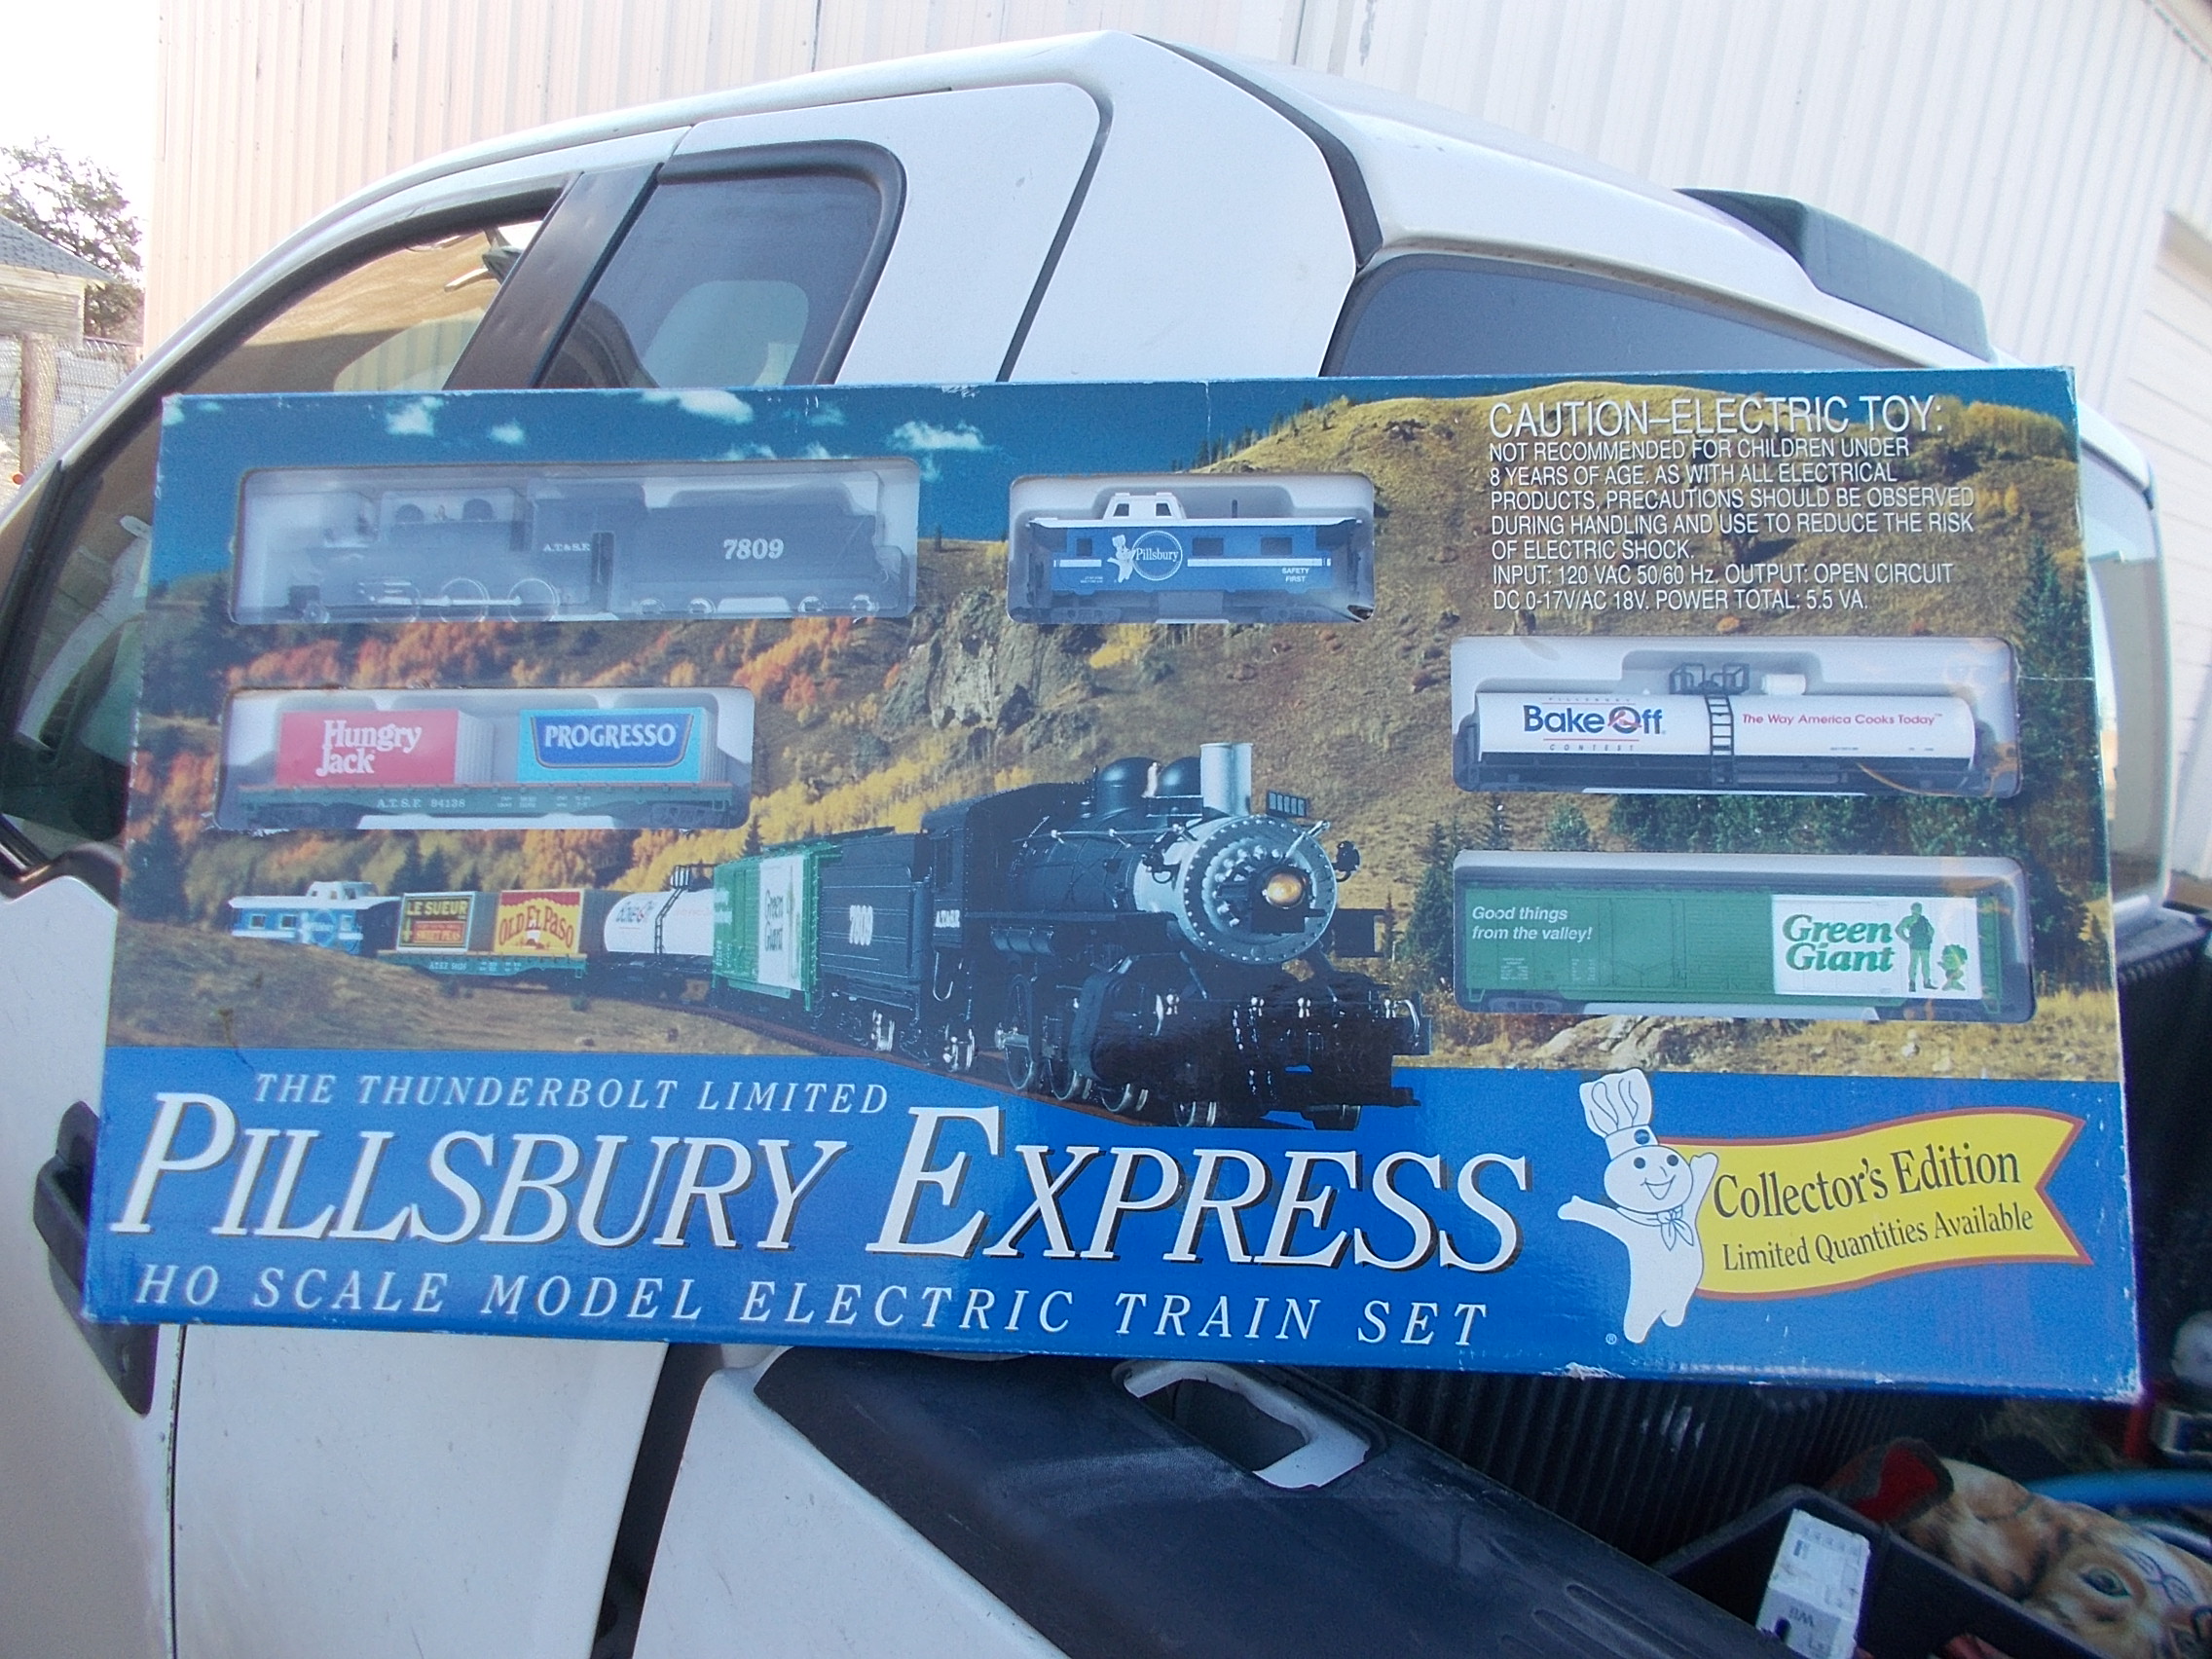 CAUTION–ELECTRIC TOY:
NOT RECOMMENDED FOR CHILDREN UNDER
8 YEARS OF AGE. AS WITH ALL ELECTRICAL
PRODUCTS, PRECAUTIONS SHOULD BE OBSERVED
DURING HANDLING AND USE TO REDUCE THE RISK
OF ELECTRIC SHOCK.
INPUT: 120 VAC 50/60 Hz. OUTPUT: OPEN CIRCUIT
DC 0-17V/AC 18V. POWER TOTAL: 5.5 VA.
A.T.&S.F.
7809
Pillsbury
SAFETY
FIRST
Hungry
Jack
PROGRESSO
A.T.S.F. 94138
PILLSBURY
Bake Off
CONTEST
The Way America Cooks Today™
Good things
from the valley!
Green
Giant
LE SUEUR
SWEET PEAS
OLD EL PASO
Bake Off
Green
Giant
7809
A.T.&S.F.
THE THUNDERBOLT LIMITED
PILLSBURY EXPRESS
HO SCALE MODEL ELECTRIC TRAIN SET
Collector's Edition
Limited Quantities Available
®